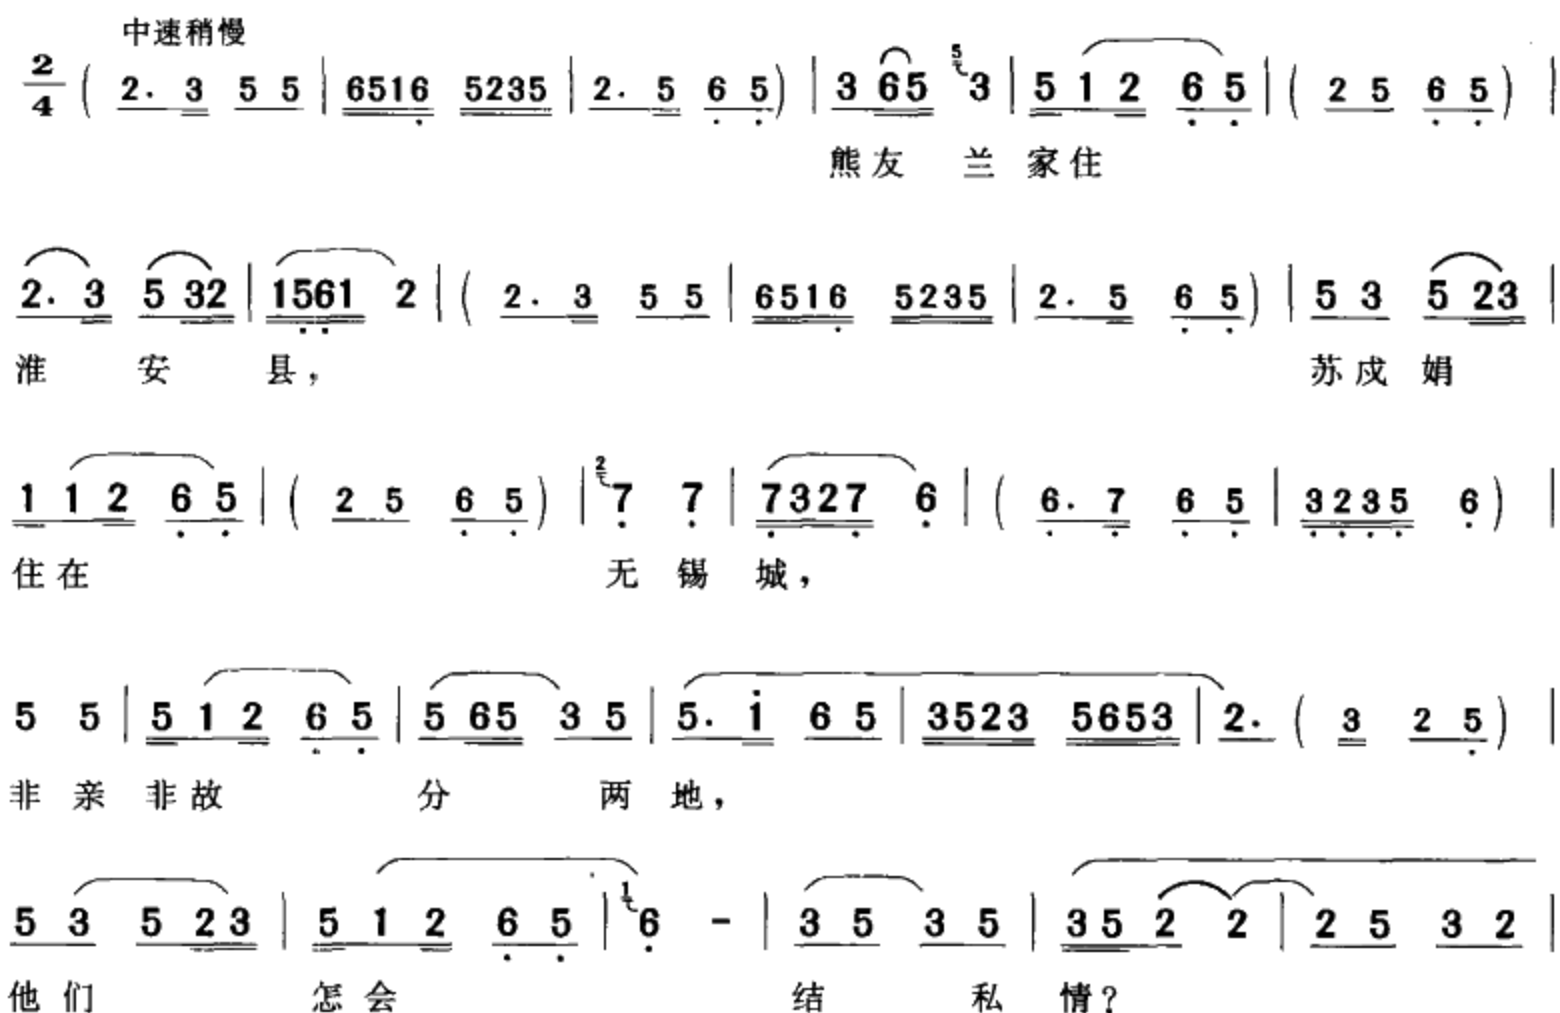 中速稍慢
2/4 ( 2. 3 5 5 | 6516 5235 | 2. 5 6 5 ) | 3 65 5 3 | 5 1 2 6 5 | ( 2 5 6 5 ) |
熊友 兰 家住
2. 3 5 32 | 1561 2 | ( 2. 3 5 5 | 6516 5235 | 2. 5 6 5 ) | 5 3 5 23 |
淮 安 县, 苏戍 娟
1 1 2 6 5 | ( 2 5 6 5 ) | 2 7 7 | 7327 6 | ( 6. 7 6 5 | 3235 6 ) |
住在 无 锡 城,
5 5 | 5 1 2 6 5 | 5 65 3 5 | 5. i 6 5 | 3523 5653 | 2. ( 3 2 5 ) |
非 亲 非故 分 两 地,
5 3 5 23 | 5 1 2 6 5 | 1 6 - | 3 5 3 5 | 35 2 2 | 2 5 3 2 |
他们 怎会 结 私 情?